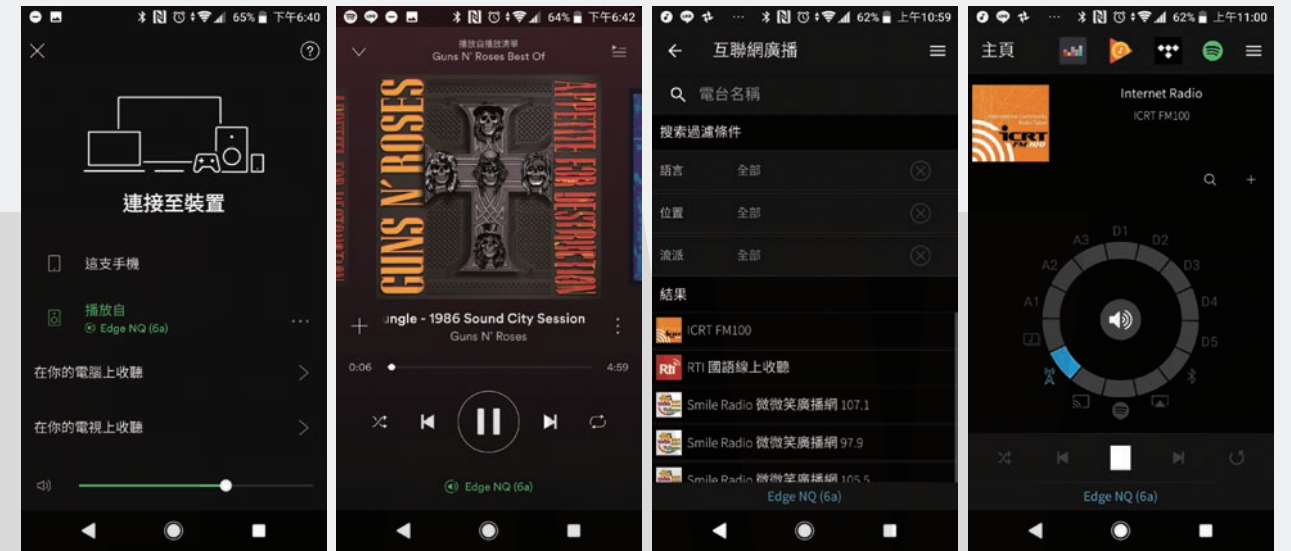 65% 下午6:40
連接至裝置
這支手機
播放自
Edge NQ (6a)
在你的電腦上收聽
在你的電視上收聽
64% 下午6:42
播放自播放清單
Guns N' Roses Best Of
GUNS N' ROSES
APPETITE FOR DESTRUCTION
ungle - 1986 Sound City Session
Guns N' Roses
0:06
4:59
Edge NQ (6a)
62% 上午10:59
互聯網廣播
電台名稱
搜索過濾條件
語言 全部
位置 全部
流派 全部
結果
ICRT FM100
Rti RTI 國語線上收聽
Smile Radio 微微笑廣播網 107.1
Smile Radio 微微笑廣播網 97.9
Smile Radio 微微笑廣播網 105.5
Edge NQ (6a)
62% 上午11:00
主頁
Internet Radio
ICRT FM100
ICRT
FM100
D1
A3 D2
A2 D3
A1 D4
D5
Edge NQ (6a)